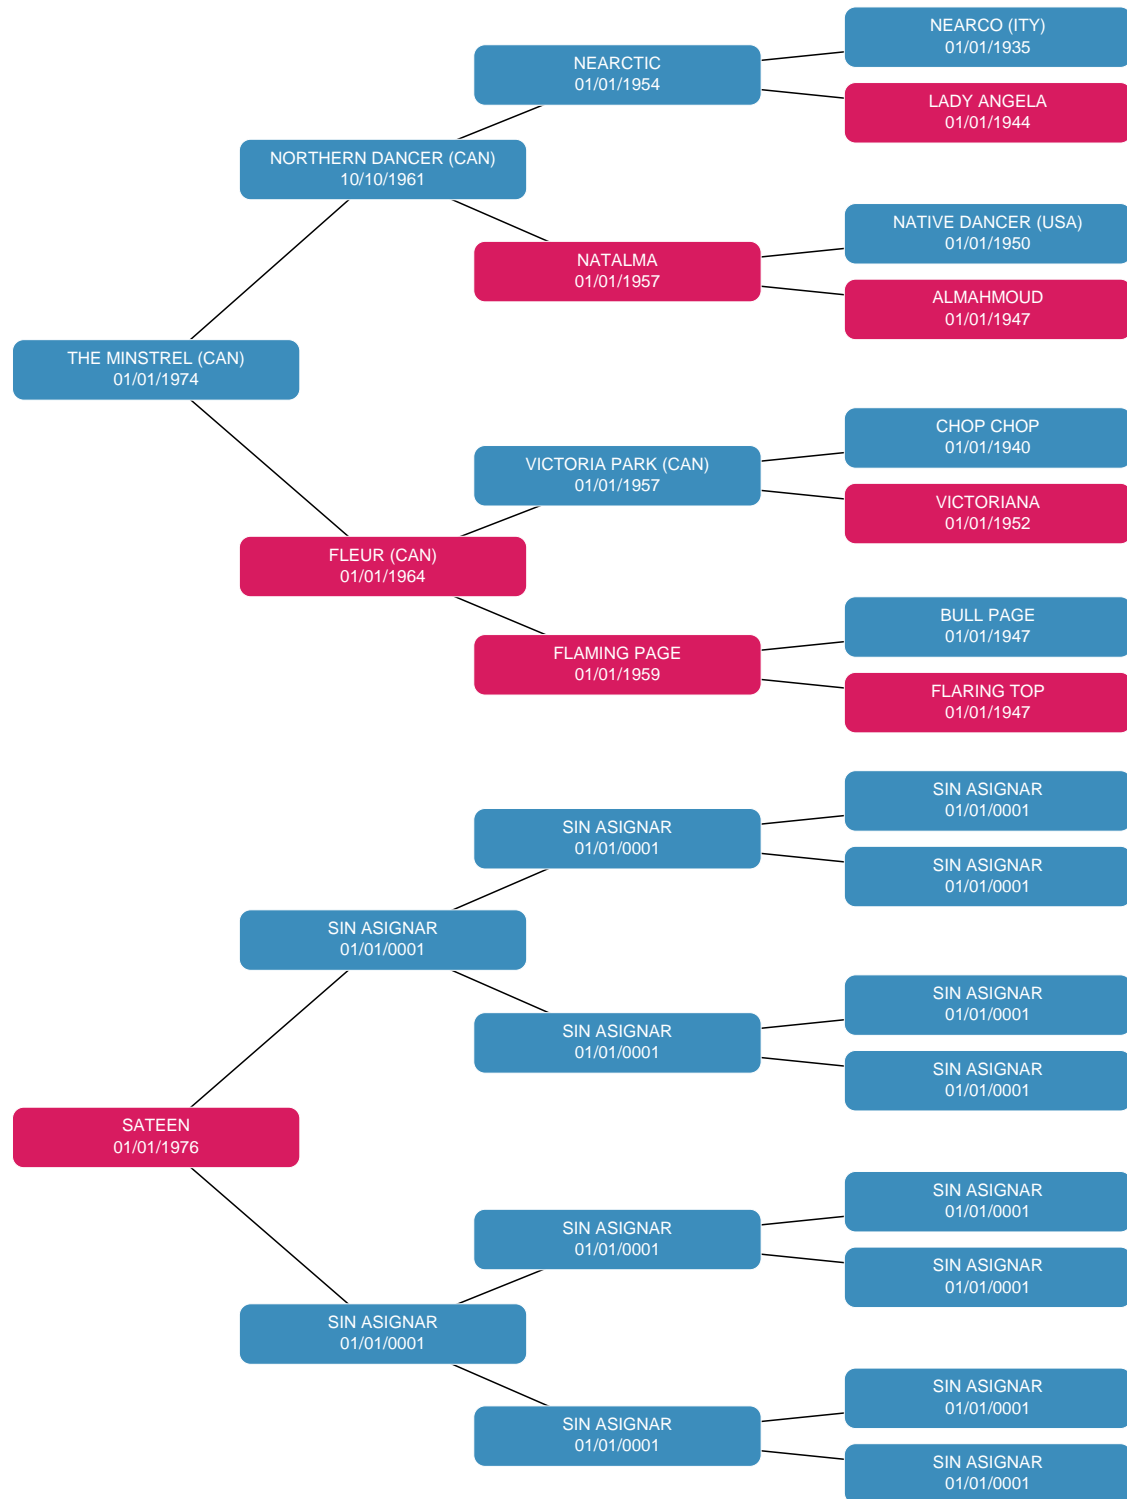 NEARCO (ITY)
01/01/1935
NEARCTIC
01/01/1954
LADY ANGELA
01/01/1944
NORTHERN DANCER (CAN)
10/10/1961
NATIVE DANCER (USA)
01/01/1950
NATALMA
01/01/1957
ALMAHMOUD
01/01/1947
THE MINSTREL (CAN)
01/01/1974
CHOP CHOP
01/01/1940
VICTORIA PARK (CAN)
01/01/1957
VICTORIANA
01/01/1952
FLEUR (CAN)
01/01/1964
BULL PAGE
01/01/1947
FLAMING PAGE
01/01/1959
FLARING TOP
01/01/1947
SIN ASIGNAR
01/01/0001
SIN ASIGNAR
01/01/0001
SIN ASIGNAR
01/01/0001
SIN ASIGNAR
01/01/0001
SIN ASIGNAR
01/01/0001
SIN ASIGNAR
01/01/0001
SIN ASIGNAR
01/01/0001
SATEEN
01/01/1976
SIN ASIGNAR
01/01/0001
SIN ASIGNAR
01/01/0001
SIN ASIGNAR
01/01/0001
SIN ASIGNAR
01/01/0001
SIN ASIGNAR
01/01/0001
SIN ASIGNAR
01/01/0001
SIN ASIGNAR
01/01/0001